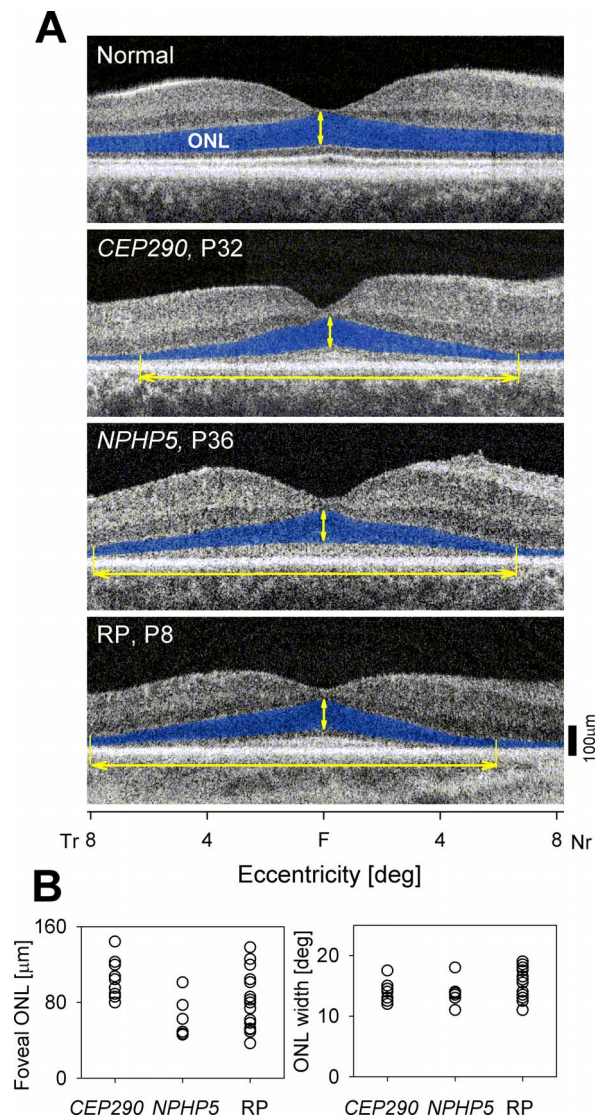 A
Normal
ONL
CEP290, P32
NPHP5, P36
RP, P8
100µm
Tr 8 4 F 4 8 Nr
Eccentricity [deg]
B
Foveal ONL [µm]
160
80
0
CEP290 NPHP5 RP
ONL width [deg]
20
10
0
CEP290 NPHP5 RP